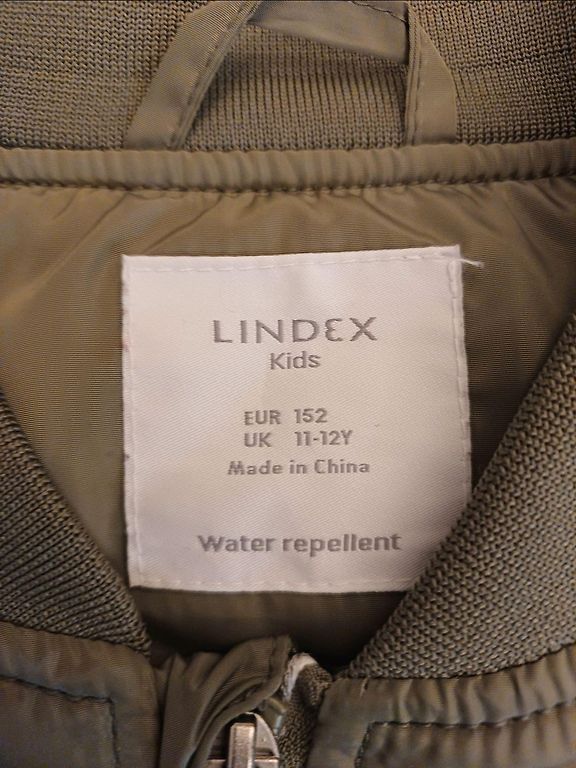 LINDEX
Kids
EUR 152
UK 11-12Y
Made in China
Water repellent